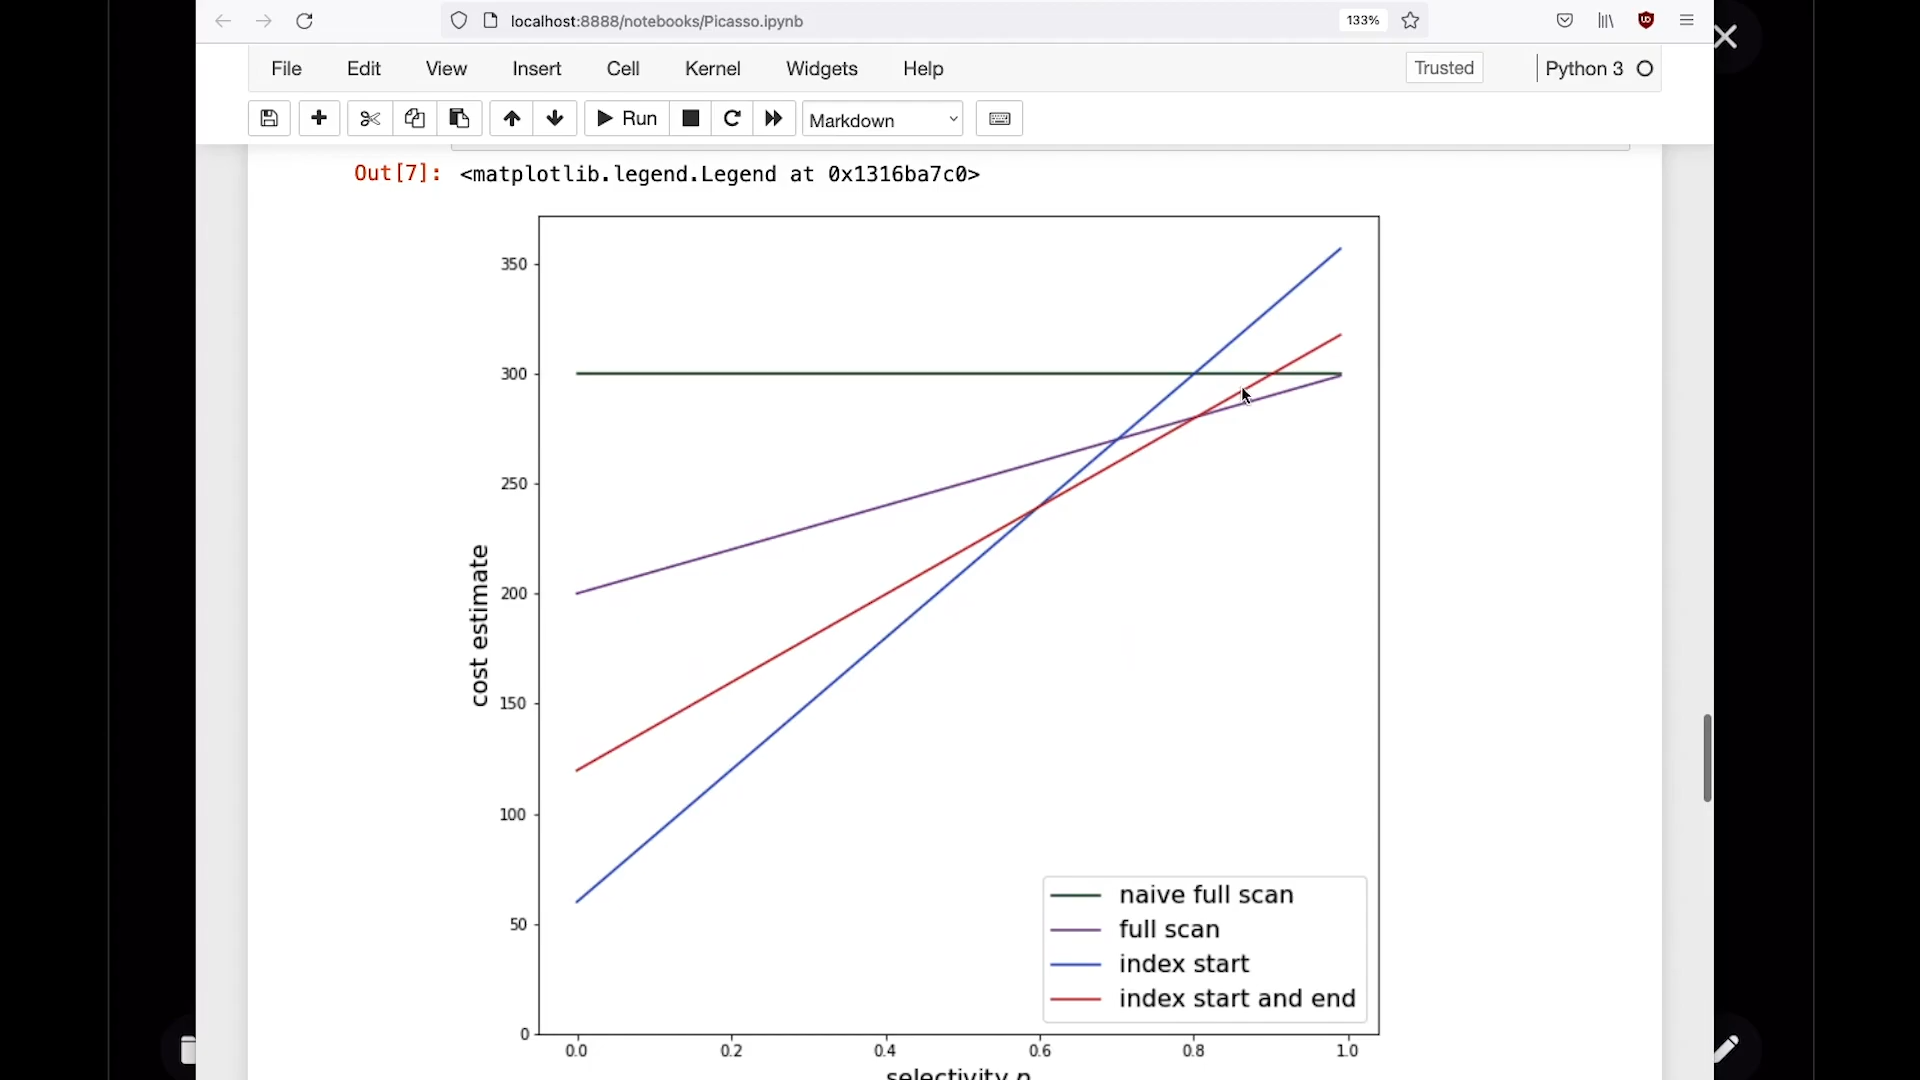 localhost:8888/notebooks/Picasso.ipynb 133%
File Edit View Insert Cell Kernel Widgets Help Trusted Python 3
Run Markdown
Out[7]: <matplotlib.legend.Legend at 0x1316ba7c0>
350
300
250
200
150
100
50
0
cost estimate
naive full scan
full scan
index start
index start and end
0.0 0.2 0.4 0.6 0.8 1.0
selectivity p